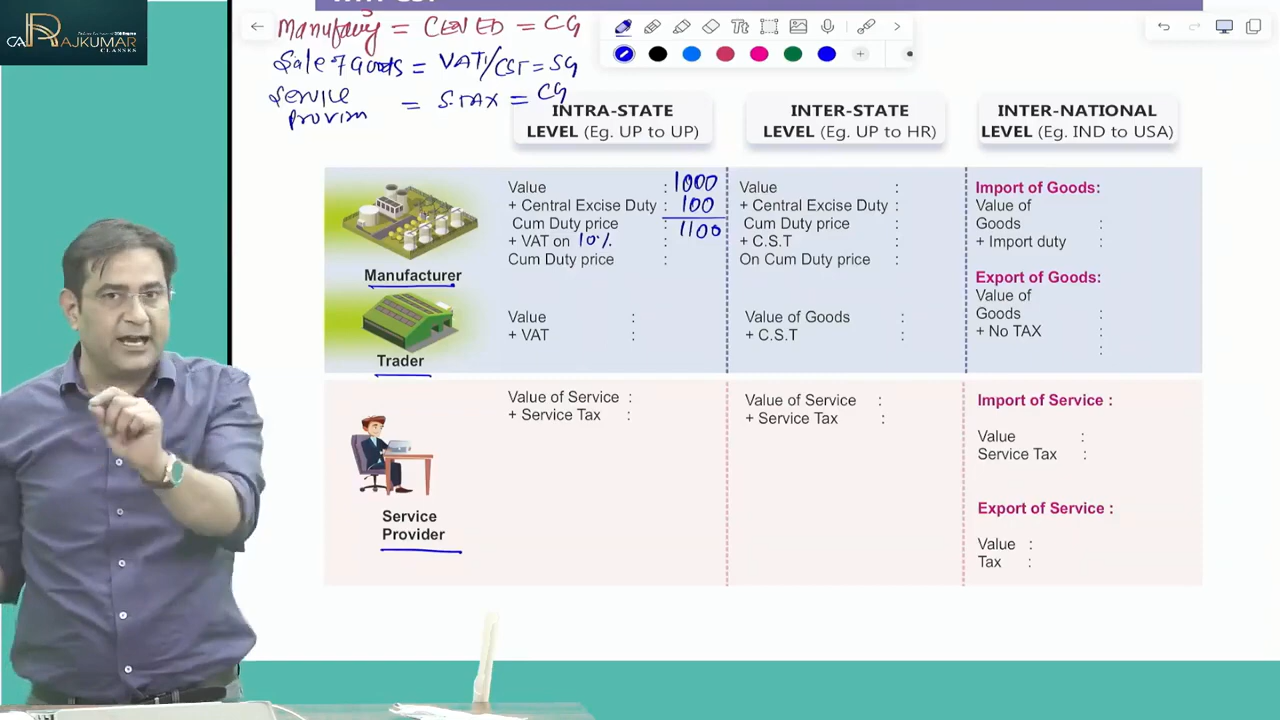 CA RAJKUMAR
CLASSES
Manufang = CENED = CG
Sale of Goods = VAT/CST = SG
Service Provin = S.TAX = CG
INTRA-STATE
LEVEL (Eg. UP to UP)
INTER-STATE
LEVEL (Eg. UP to HR)
INTER-NATIONAL
LEVEL (Eg. IND to USA)
Manufacturer
Value : 1000
+ Central Excise Duty : 100
Cum Duty price : 1100
+ VAT on 10% :
Cum Duty price :
Value :
+ Central Excise Duty :
Cum Duty price :
+ C.S.T :
On Cum Duty price :
Import of Goods:
Value of
Goods :
+ Import duty :
Export of Goods:
Value of
Goods :
+ No TAX :
:
Trader
Value :
+ VAT :
Value of Goods :
+ C.S.T :
Service
Provider
Value of Service :
+ Service Tax :
Value of Service :
+ Service Tax :
Import of Service :
Value :
Service Tax :
Export of Service :
Value :
Tax :